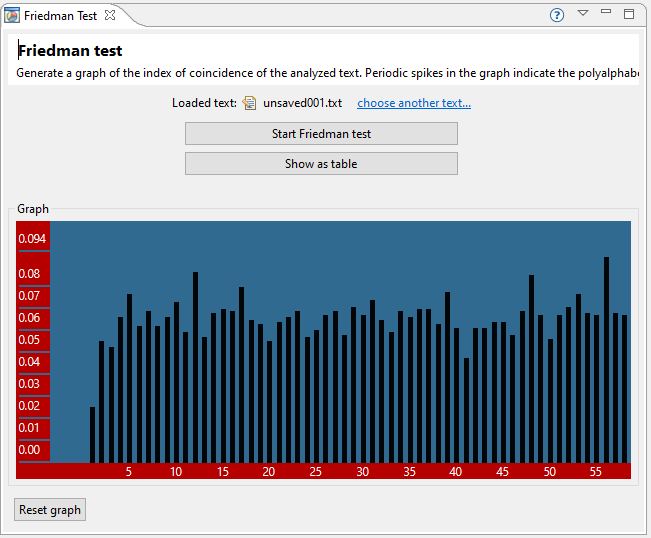 Friedman Test
Friedman test
Generate a graph of the index of coincidence of the analyzed text. Periodic spikes in the graph indicate the polyalphabe
Loaded text: unsaved001.txt choose another text...
Start Friedman test
Show as table
Graph
0.094
0.08
0.07
0.06
0.05
0.04
0.03
0.02
0.01
0.00
5 10 15 20 25 30 35 40 45 50 55
Reset graph